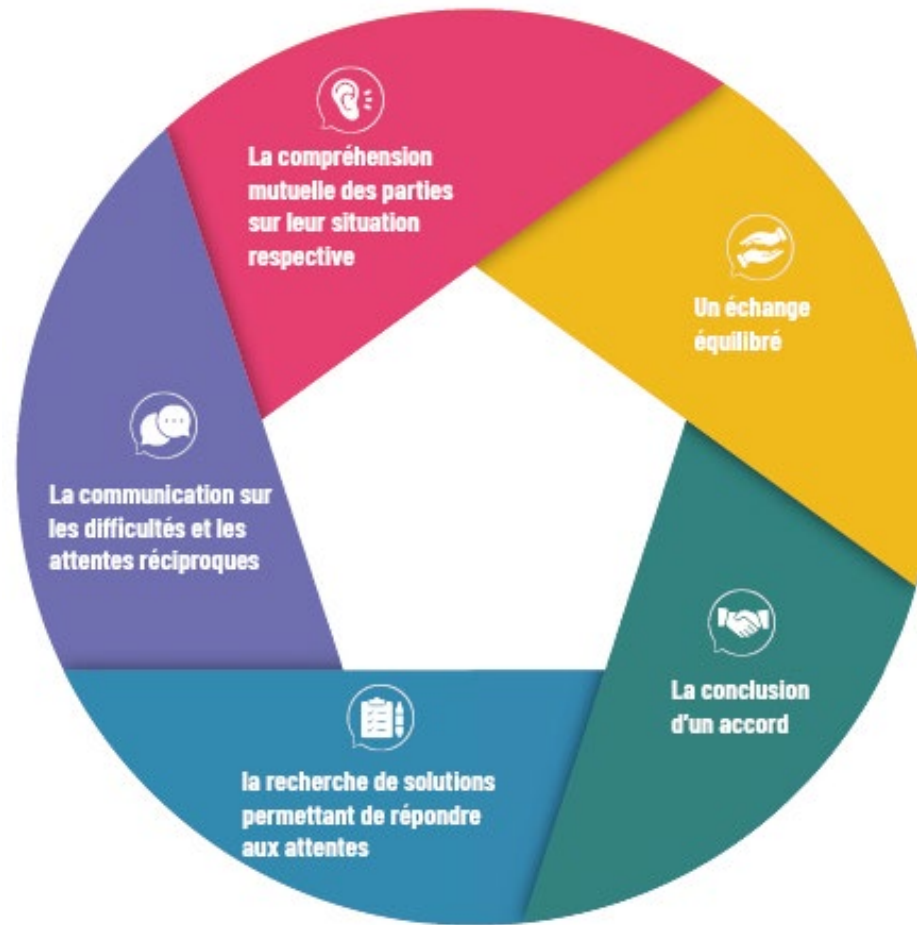 La compréhension
mutuelle des parties
sur leur situation
respective
Un échange
équilibré
La communication sur
les difficultés et les
attentes réciproques
La conclusion
d'un accord
la recherche de solutions
permettant de répondre
aux attentes